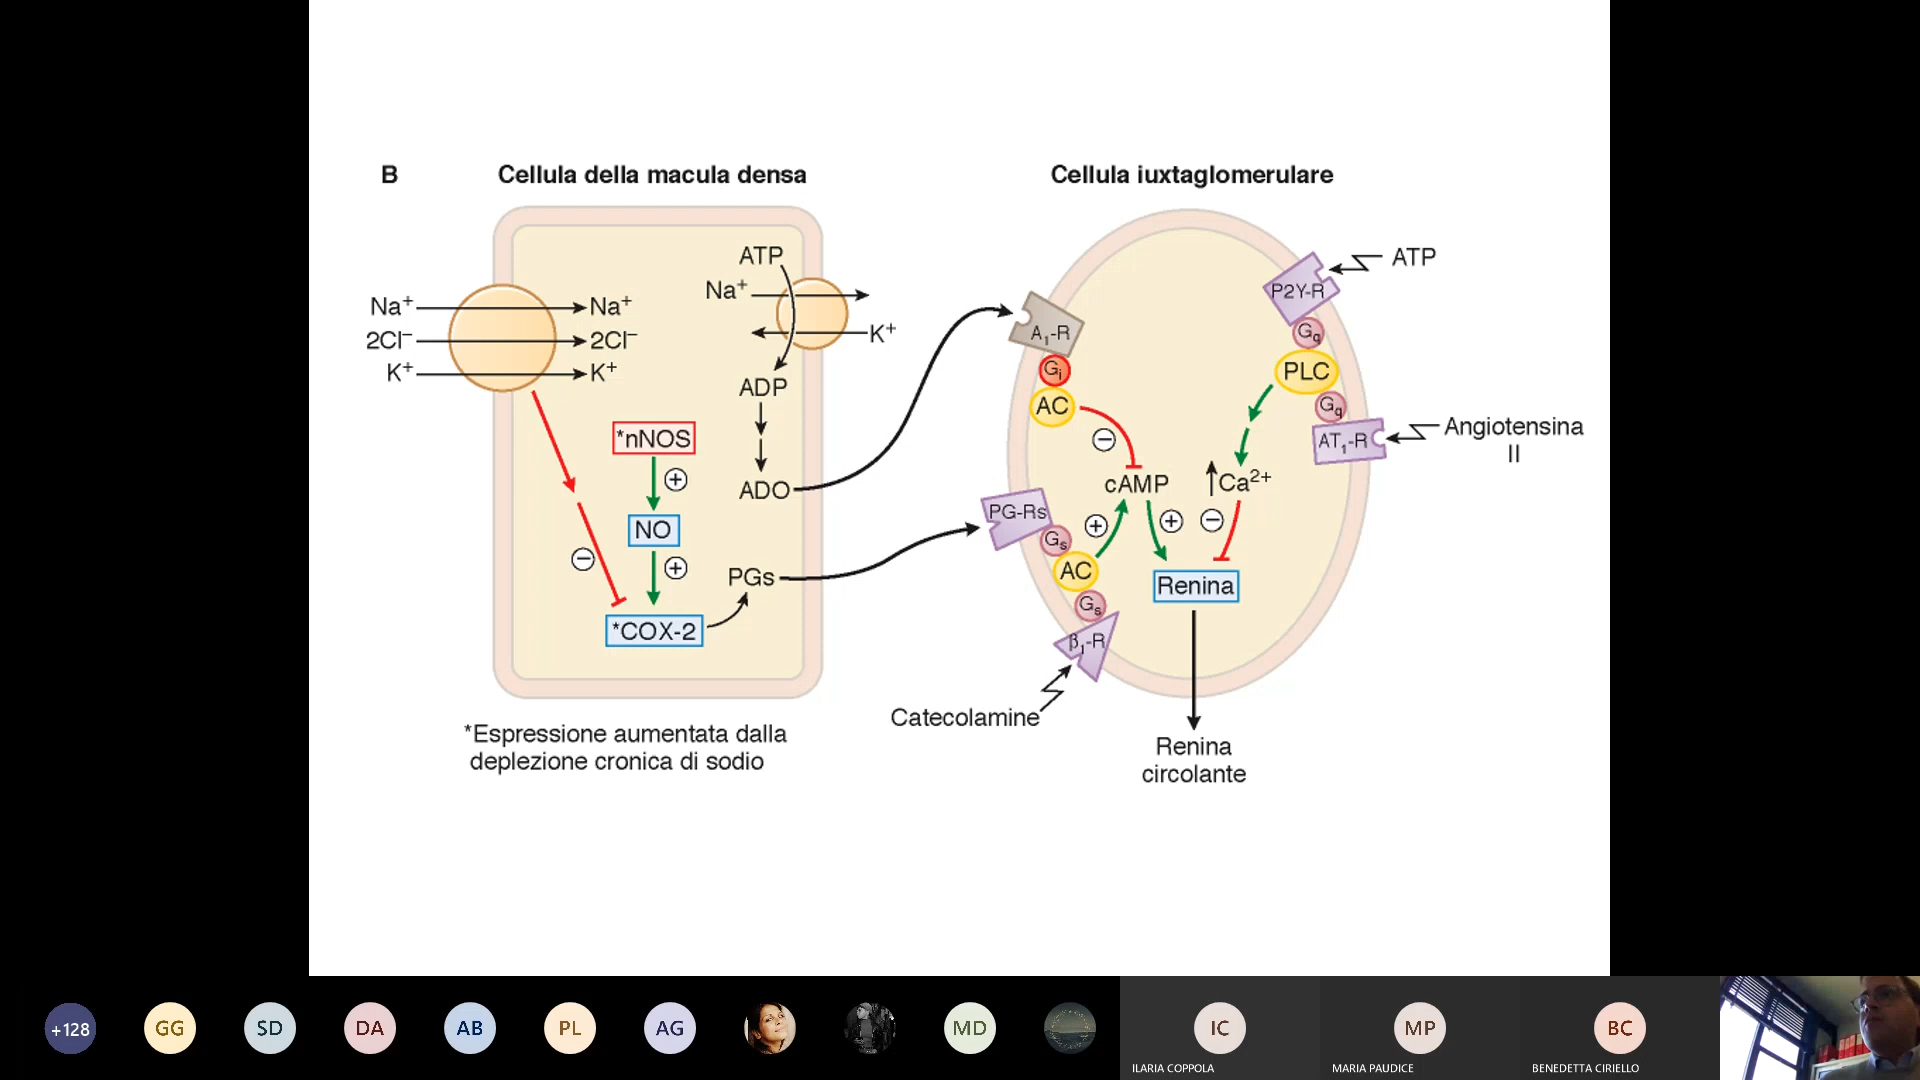 B
Cellula della macula densa
Cellula iuxtaglomerulare
ATP
Na⁺
K⁺
Na⁺
Na⁺
2Cl⁻
2Cl⁻
K⁺
K⁺
ADP
*nNOS
+
ADO
NO
−
+
PGs
*COX-2
*Espressione aumentata dalla
deplezione cronica di sodio
ATP
P2Y-R
Gq
A₁-R
Gi
AC
PLC
Gq
AT₁-R
Angiotensina
II
−
cAMP
Ca²⁺
PG-Rs
Gs
+
+
−
AC
Renina
Gs
β₁-R
Catecolamine
Renina
circolante
+128
GG
SD
DA
AB
PL
AG
MD
IC
ILARIA COPPOLA
MP
MARIA PAUDICE
BC
BENEDETTA CIRIELLO